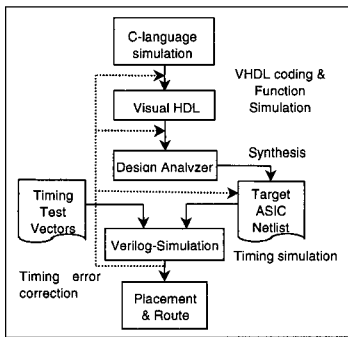 C-language
simulation
VHDL coding &
Function
Simulation
Visual HDL
Design Analyzer
Synthesis
Timing
Test
Vectors
Target
ASIC
Netlist
Verilog-Simulation
Timing simulation
Timing error
correction
Placement
& Route